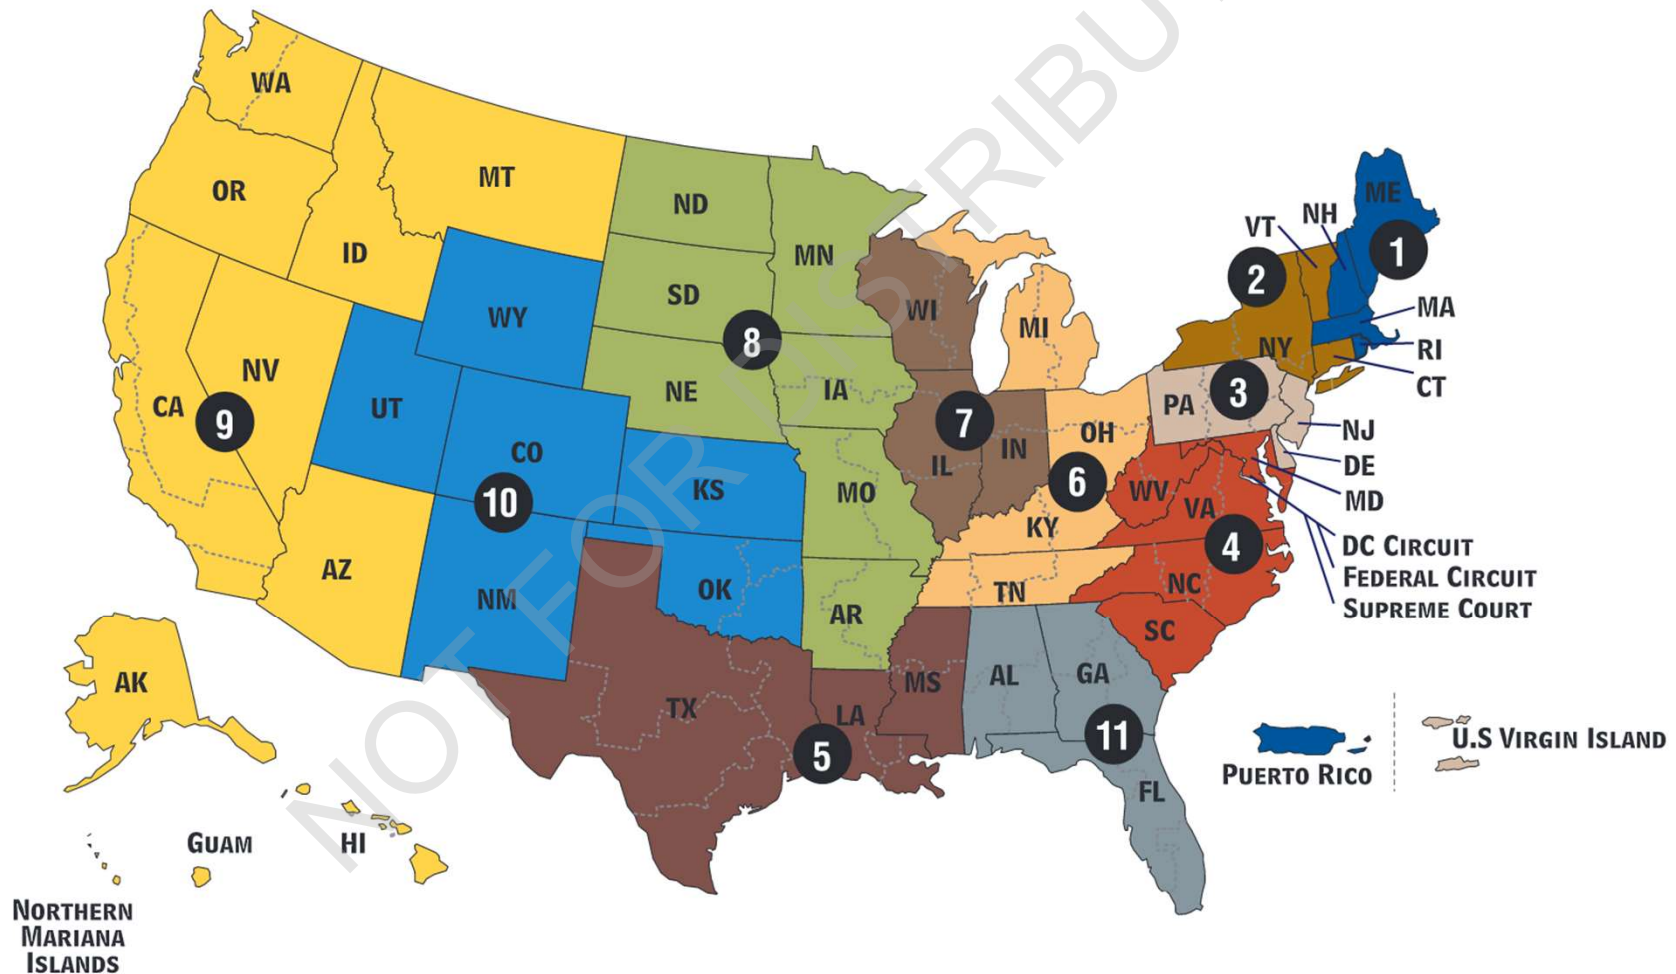 NOT FOR DISTRIBU
WA
OR
MT
ID
ND
MN
SD
WY
8
NE
IA
WI
MI
VT
NH
ME
1
2
MA
NY
RI
CT
3
PA
NJ
DE
MD
NV
CA
9
UT
CO
10
KS
MO
7
IL
IN
OH
6
KY
WV
VA
4
DC CIRCUIT
FEDERAL CIRCUIT
SUPREME COURT
AZ
NM
OK
AR
TN
NC
SC
AK
TX
LA
5
MS
AL
GA
11
FL
PUERTO RICO
U.S VIRGIN ISLAND
GUAM
HI
NORTHERN
MARIANA
ISLANDS